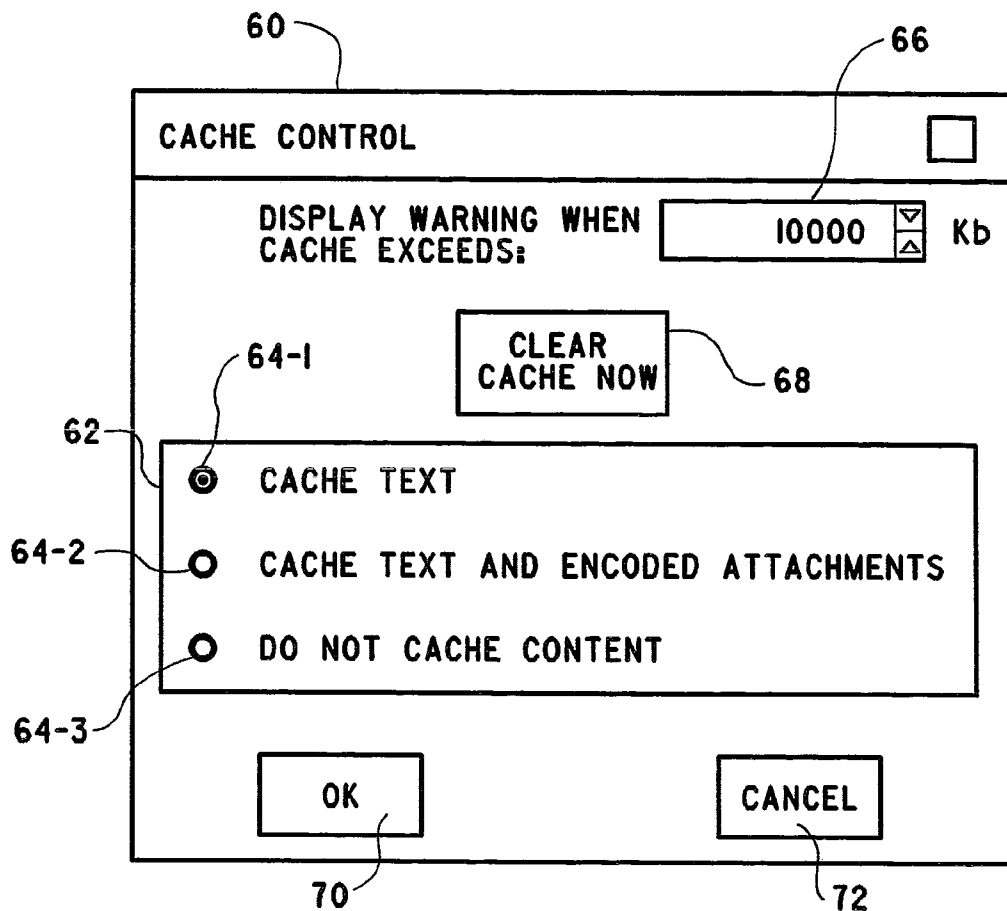 60
66
CACHE CONTROL
DISPLAY WARNING WHEN
CACHE EXCEEDS:
10000
Kb
64-1
CLEAR
CACHE NOW
68
62
CACHE TEXT
64-2
CACHE TEXT AND ENCODED ATTACHMENTS
DO NOT CACHE CONTENT
64-3
OK
CANCEL
70
72